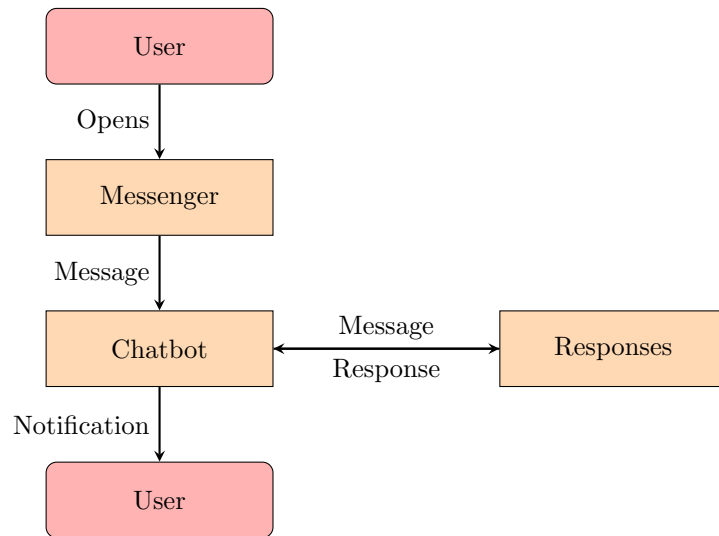 User
Opens
Messenger
Message
Chatbot
Message
Response
Responses
Notification
User